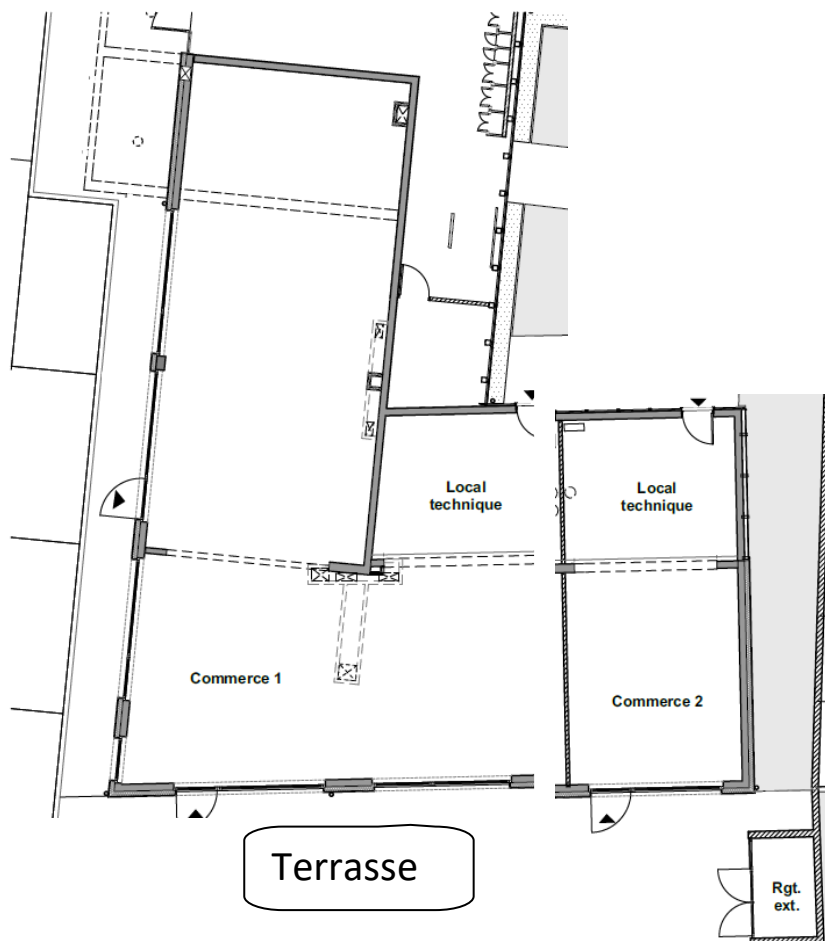 Local
technique
Local
technique
Commerce 1
Commerce 2
Terrasse
Rgt.
ext.